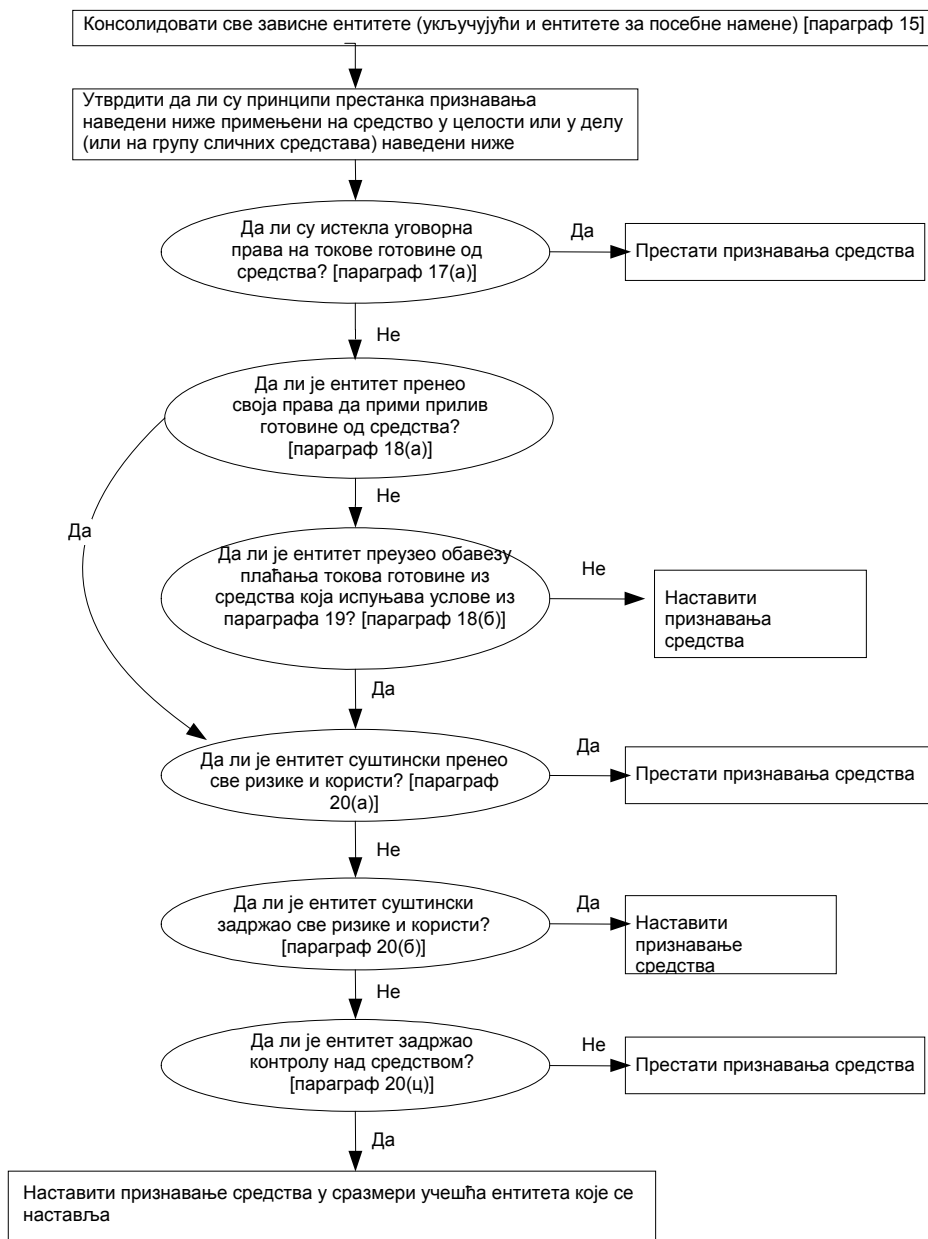 Консолидовати све зависне ентитете (укључујући и ентитете за посебне намене) [параграф 15]
Утврдити да ли су принципи престанка признавања
наведени ниже примењени на средство у целости или у делу
(или на групу сличних средстава) наведени ниже
Да ли су истекла уговорна
права на токове готовине од
средства? [параграф 17(а)]
Да
Престати признавања средства
Не
Да ли је ентитет пренео
своја права да прими прилив
готовине од средства?
[параграф 18(а)]
Не
Да
Да ли је ентитет преузео обавезу
плаћања токова готовине из
средства која испуњава услове из
параграфа 19? [параграф 18(б)]
Не
Наставити
признавања
средства
Да
Да ли је ентитет суштински пренео
све ризике и користи? [параграф
20(а)]
Да
Престати признавања средства
Не
Да ли је ентитет суштински
задржао све ризике и користи?
[параграф 20(б)]
Да
Наставити
признавање
средства
Не
Да ли је ентитет задржао
контролу над средством?
[параграф 20(ц)]
Не
Престати признавања средства
Да
Наставити признавање средства у сразмери учешћа ентитета које се
наставља